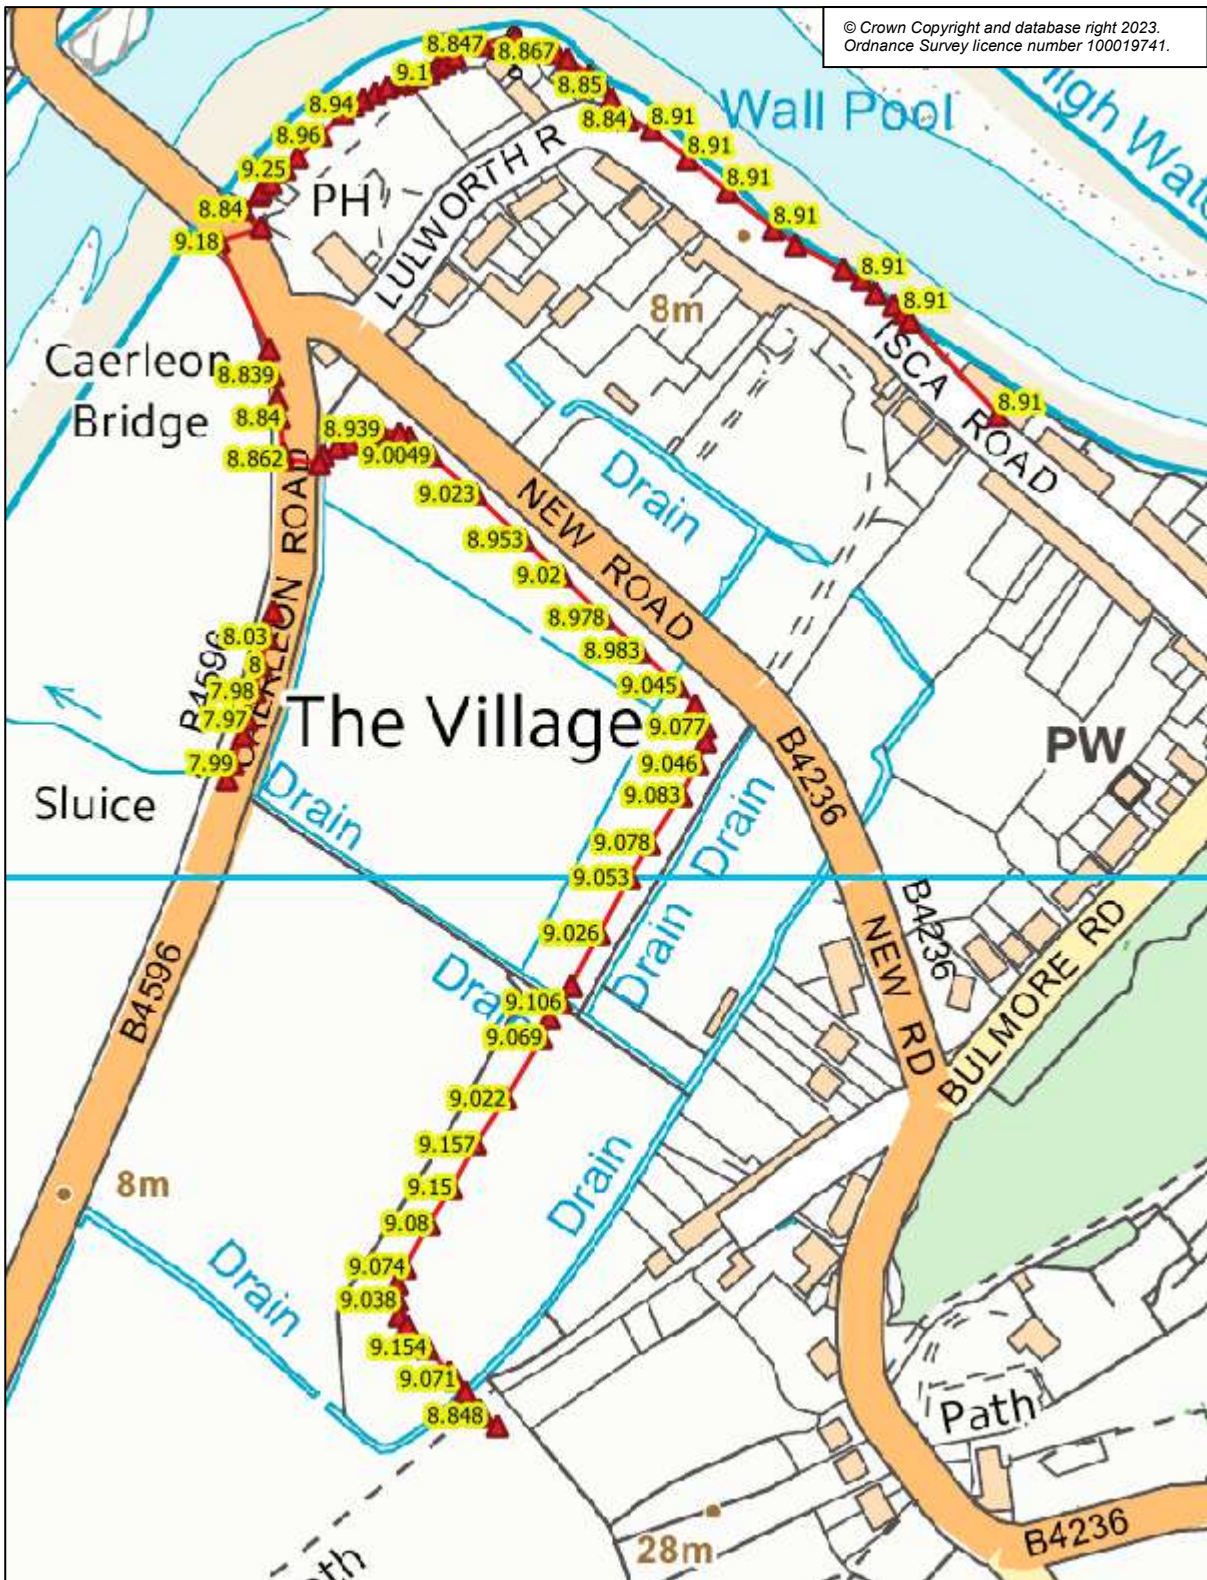 © Crown Copyright and database right 2023.
Ordnance Survey licence number 100019741.
8.847
8.867
9.1
8.85
8.94
8.84
8.91
Wall Pool
High Wate
8.96
8.91
9.25
8.91
PH
LULWORTH R
8.84
8.91
9.18
8.91
8m
8.91
ISCA ROAD
Caerleon
Bridge
8.839
8.91
8.84
8.939
8.862
9.0049
Drain
9.023
NEW ROAD
8.953
9.02
CAERLEON ROAD
8.978
8.03
8.983
8
B4596
7.98
9.045
The Village
7.97
9.077
PW
7.99
9.046
B4236
Sluice
Drain
9.083
Drain
9.078
9.053
B4236
9.026
Drain
NEW RD
BULMORE RD
B4596
Drain
9.106
9.069
9.022
9.157
Drain
8m
9.15
9.08
Drain
9.074
9.038
9.154
9.071
8.848
Path
28m
B4236